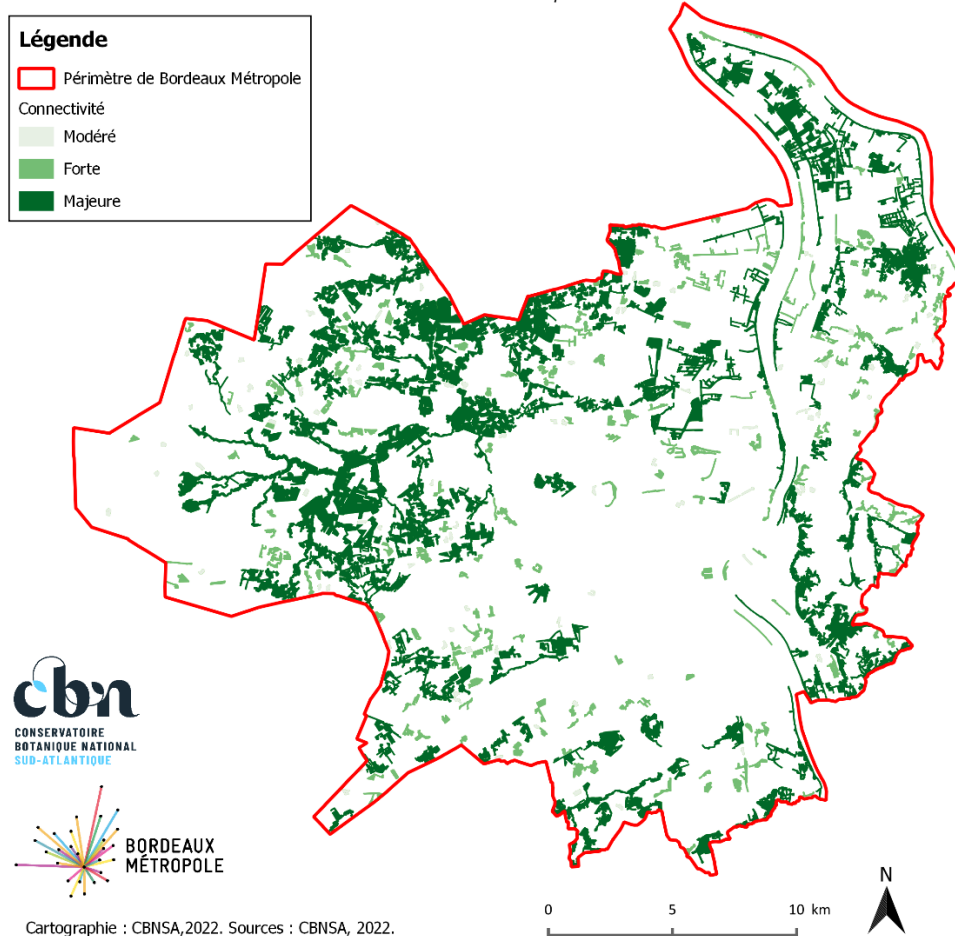 Légende
Périmètre de Bordeaux Métropole
Connectivité
Modéré
Forte
Majeure
cbn
CONSERVATOIRE
BOTANIQUE NATIONAL
SUD-ATLANTIQUE
BORDEAUX
MÉTROPOLE
Cartographie : CBNSA,2022. Sources : CBNSA, 2022.
0 5 10 km
N